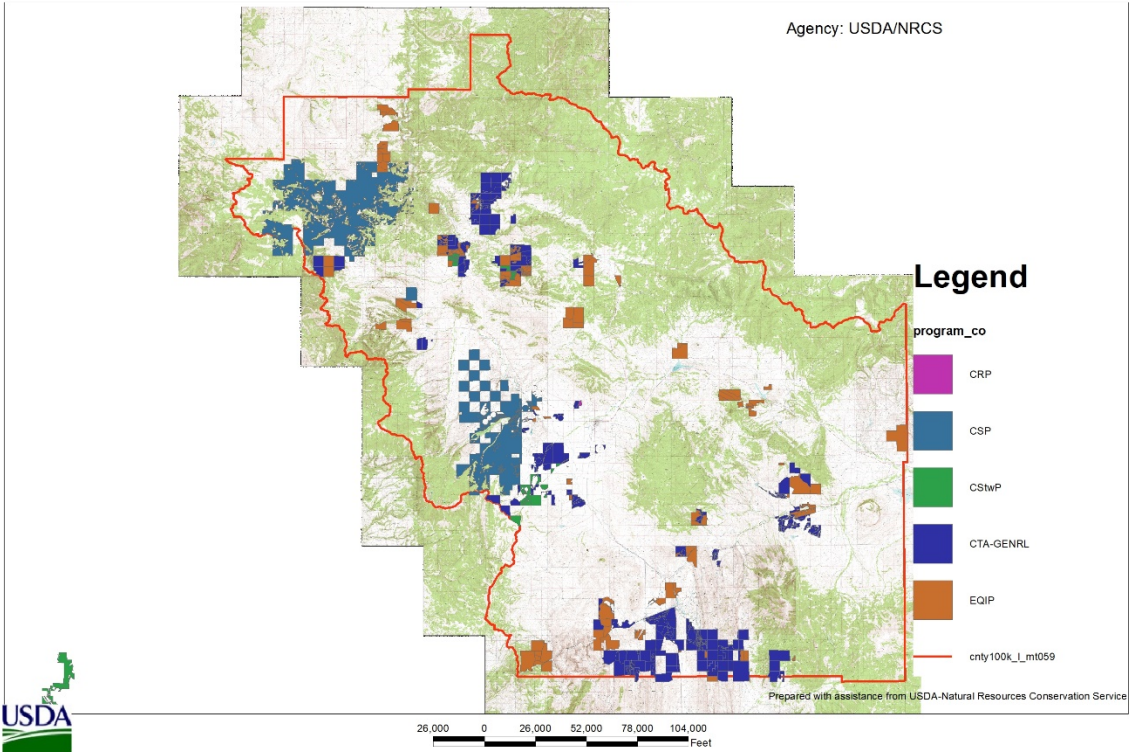 Agency: USDA/NRCS
Legend
program_co
CRP
CSP
CStwP
CTA-GENRL
EQIP
cnty100k_l_mt059
Prepared with assistance from USDA-Natural Resources Conservation Service
USDA
26,000 0 26,000 52,000 78,000 104,000
Feet